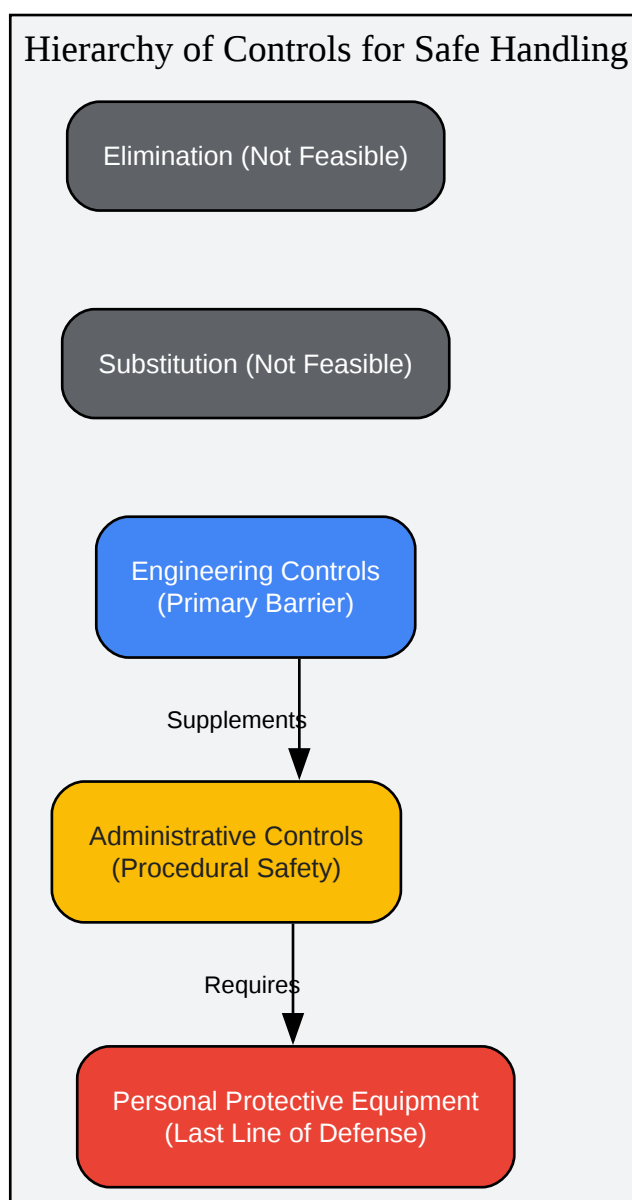 Hierarchy of Controls for Safe Handling
Elimination (Not Feasible)
Substitution (Not Feasible)
Engineering Controls
(Primary Barrier)
Supplements
Administrative Controls
(Procedural Safety)
Requires
Personal Protective Equipment
(Last Line of Defense)